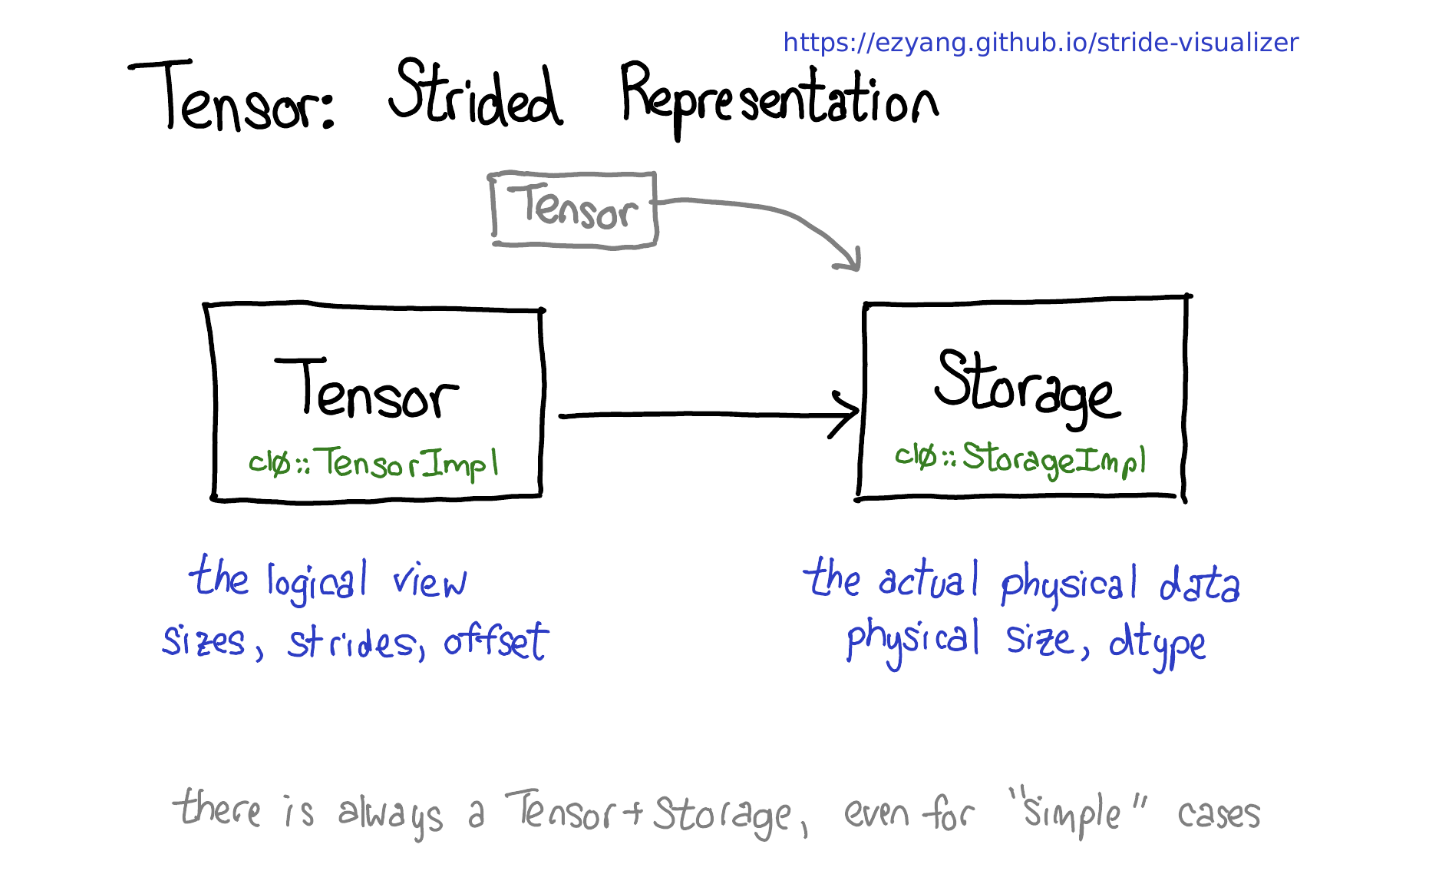 https://ezyang.github.io/stride-visualizer
Tensor: Strided Representation
Tensor
Tensor
c10::TensorImpl
Storage
c10::StorageImpl
the logical view
sizes, strides, offset
the actual physical data
physical size, dtype
there is always a Tensor+Storage, even for "simple" cases